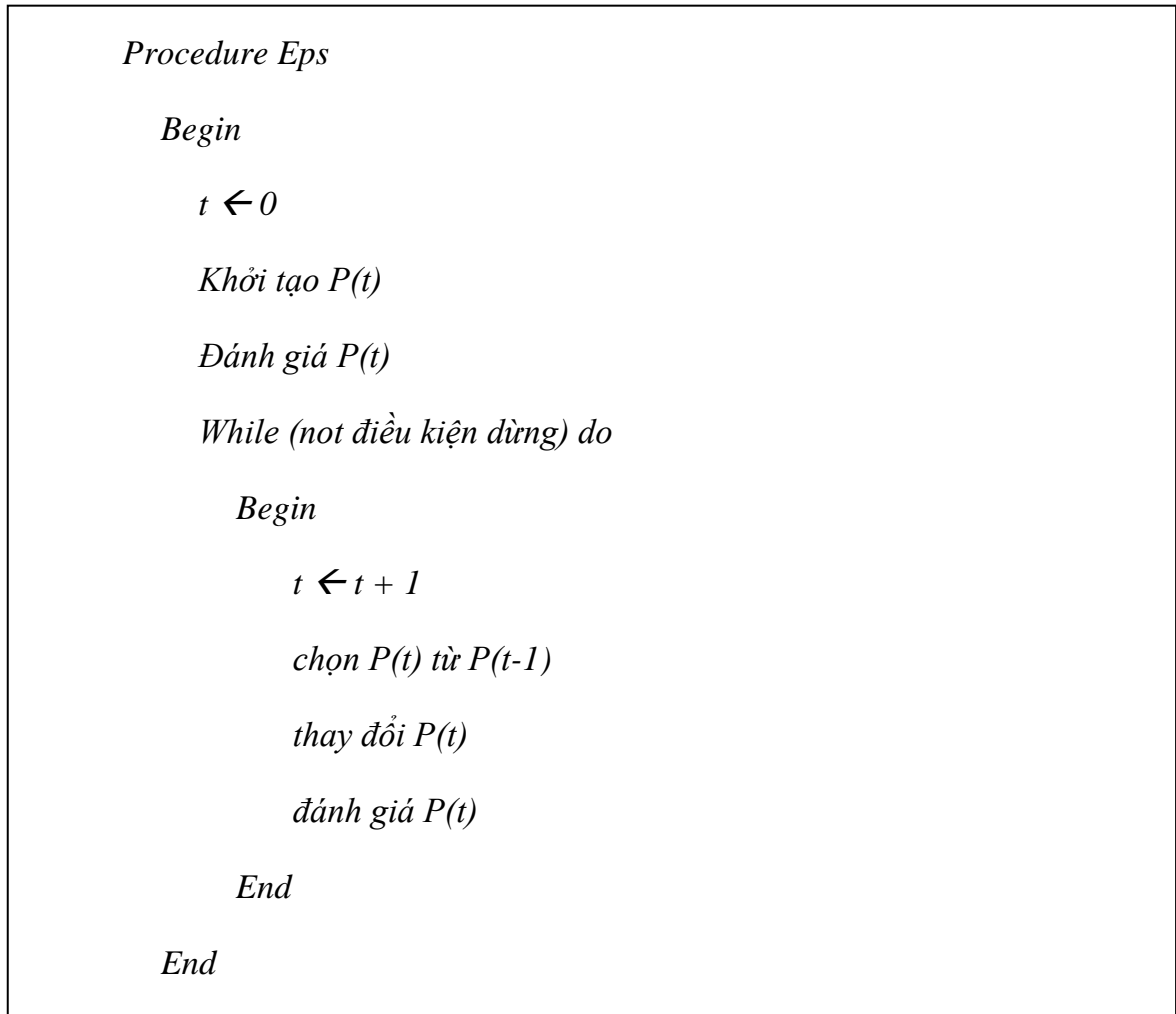 Procedure Eps
Begin
t ← 0
Khởi tạo P(t)
Đánh giá P(t)
While (not điều kiện dừng) do
Begin
t ← t + 1
chọn P(t) từ P(t-1)
thay đổi P(t)
đánh giá P(t)
End
End